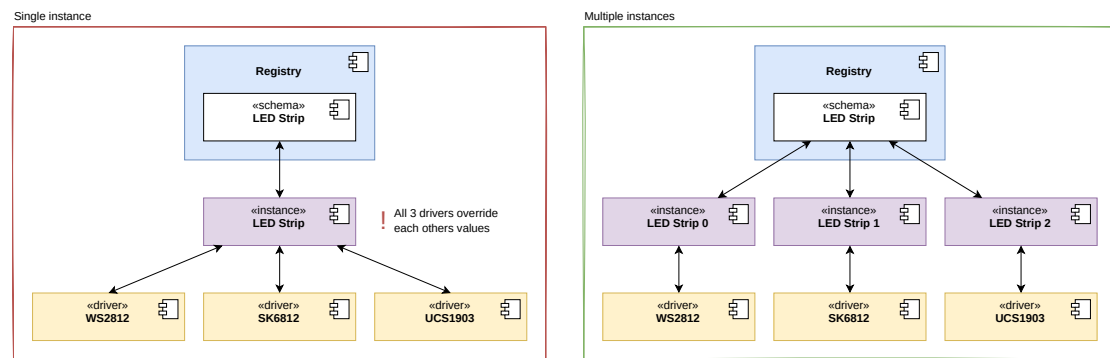 Single instance
Registry
«schema»
LED Strip
«instance»
LED Strip
! All 3 drivers override
each others values
«driver»
WS2812
«driver»
SK6812
«driver»
UCS1903
Multiple instances
Registry
«schema»
LED Strip
«instance»
LED Strip 0
«instance»
LED Strip 1
«instance»
LED Strip 2
«driver»
WS2812
«driver»
SK6812
«driver»
UCS1903